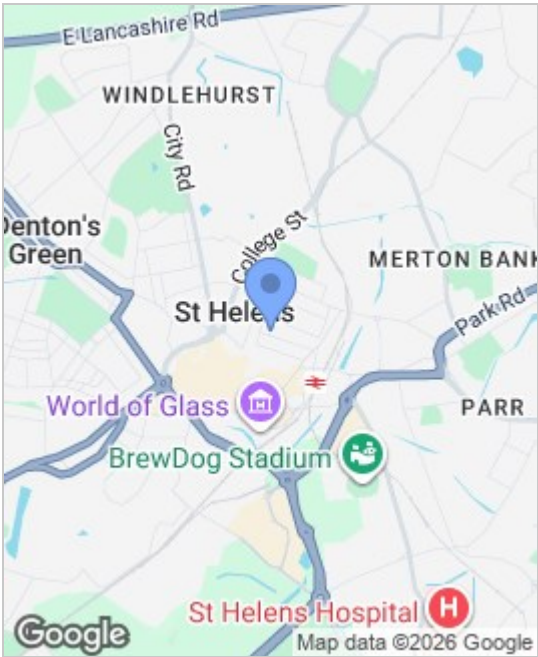 E Lancashire Rd
WINDLEHURST
City Rd
Denton's
Green
College St
MERTON BANK
St Helens
Park Rd
World of Glass
PARR
BrewDog Stadium
St Helens Hospital
H
Google
Map data ©2026 Google